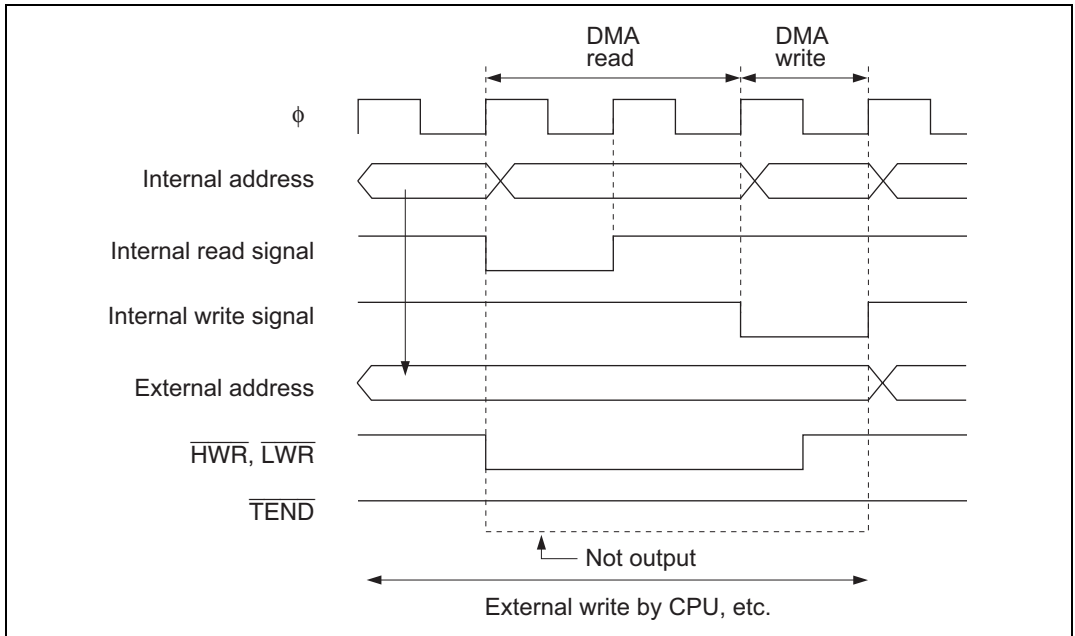 DMA
read
DMA
write
ϕ
Internal address
Internal read signal
Internal write signal
External address
HWR, LWR
TEND
Not output
External write by CPU, etc.